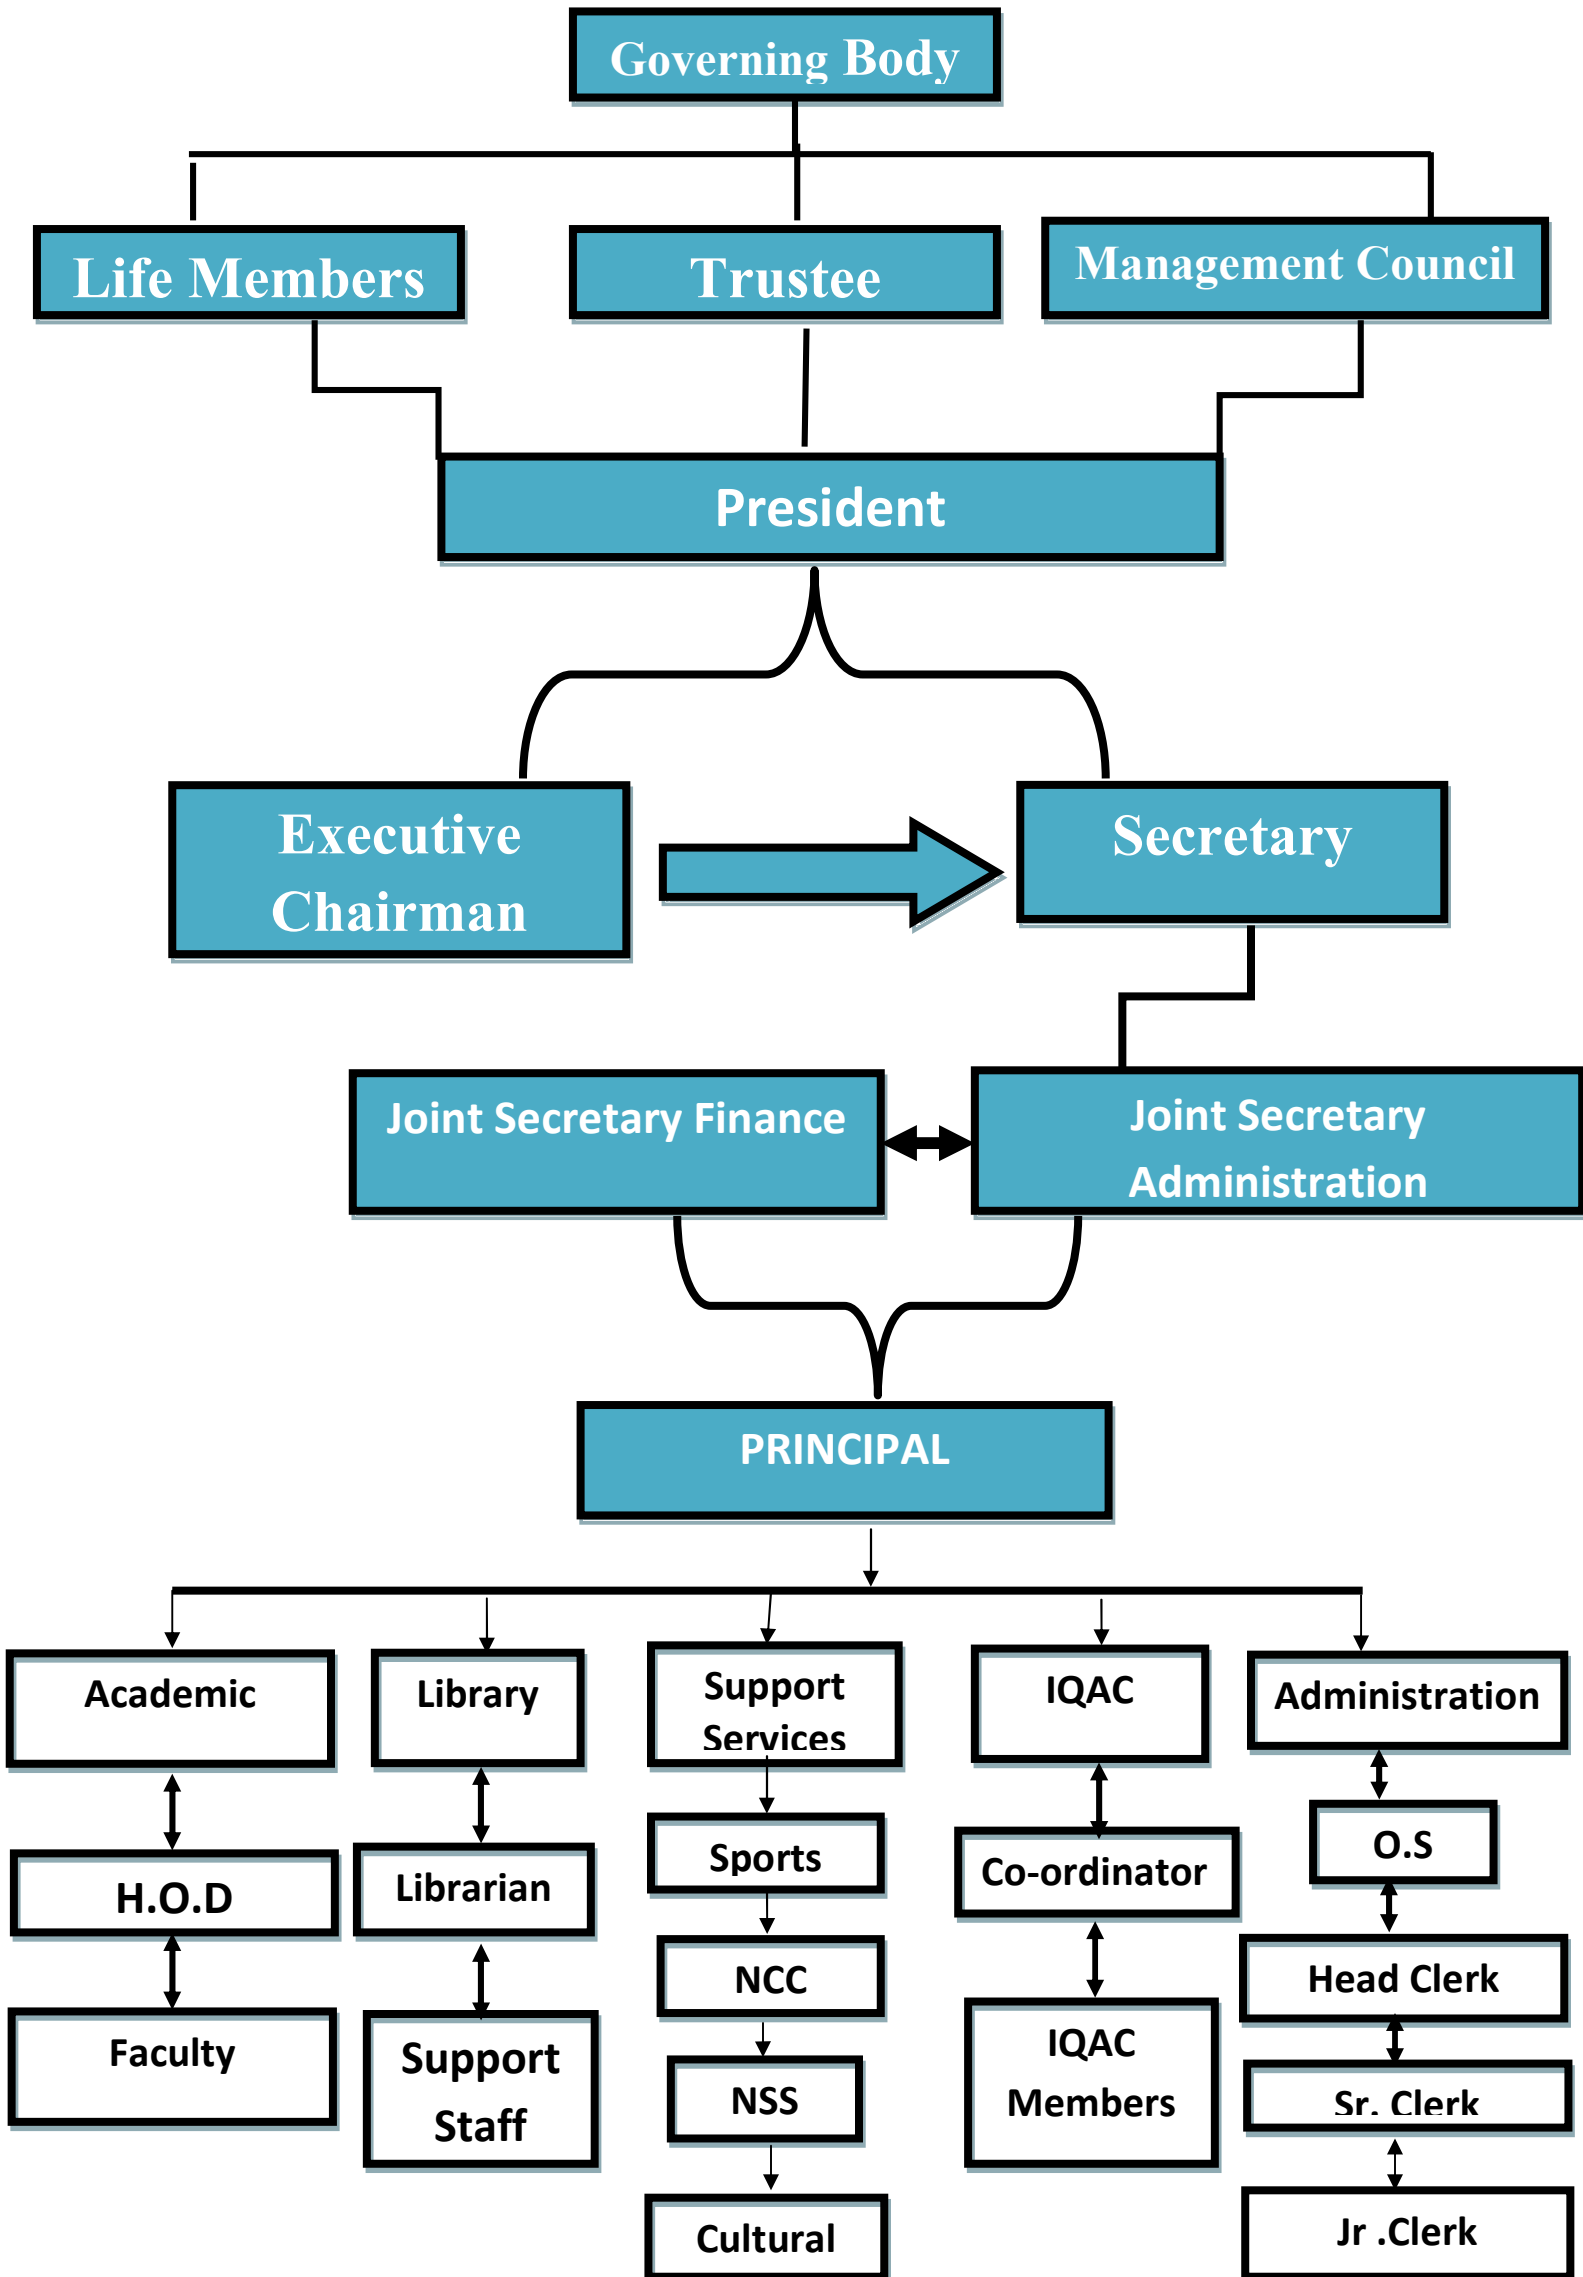 Governing Body
Life Members
Trustee
Management Council
President
Executive
Chairman
Secretary
Joint Secretary Finance
Joint Secretary
Administration
PRINCIPAL
Academic
Library
Support
Services
IQAC
Administration
H.O.D
Librarian
Sports
Co-ordinator
O.S
Faculty
Support
Staff
NCC
NSS
Cultural
IQAC
Members
Head Clerk
Sr. Clerk
Jr .Clerk